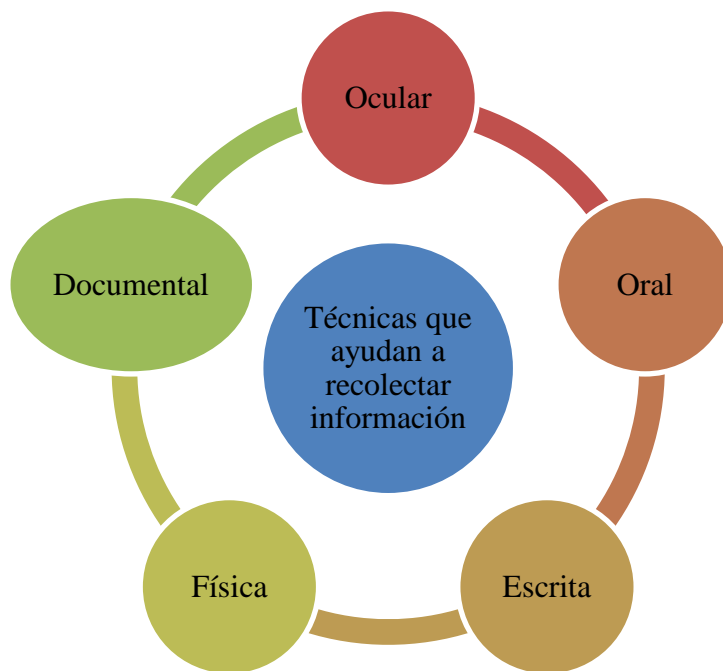 Ocular
Oral
Escrita
Física
Documental
Técnicas que
ayudan a
recolectar
información